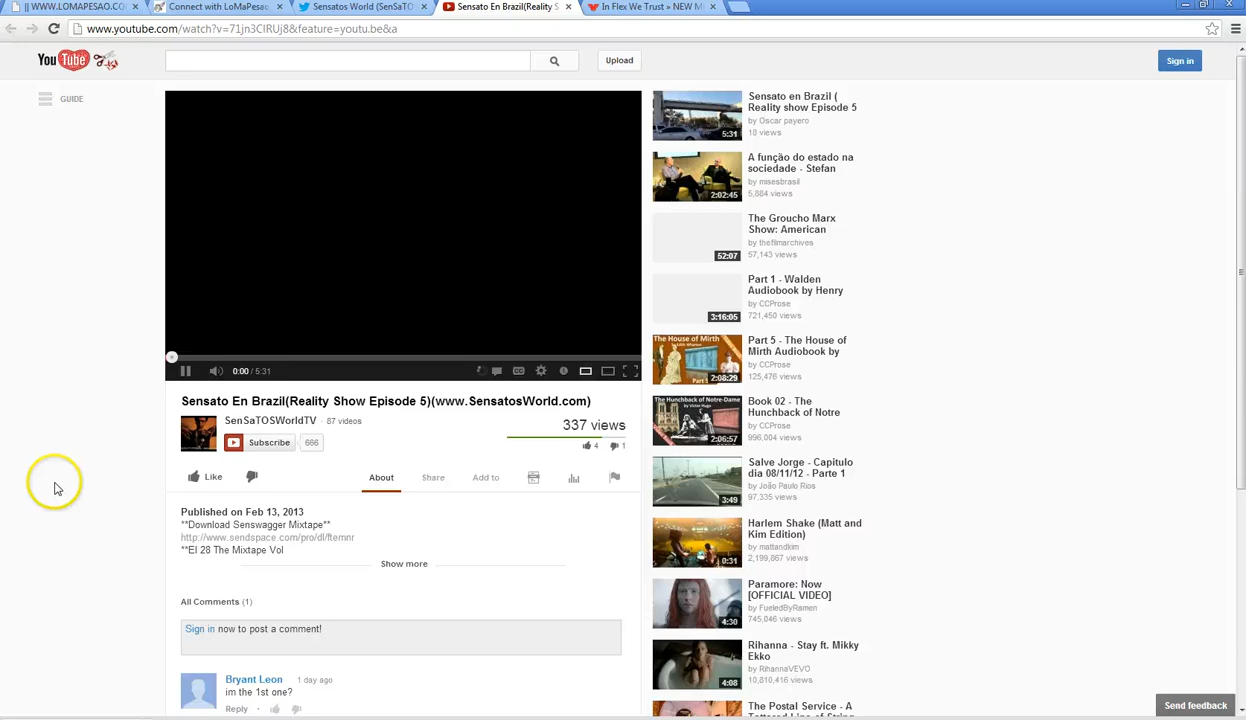 || WWW.LOMAPESAO.CO
Connect with LoMaPesao
Sensatos World (SenSaTO
Sensato En Brazil(Reality S
In Flex We Trust » NEW M
www.youtube.com/watch?v=71jn3CIRUj8&feature=youtu.be&a
You Tube
Upload
Sign in
GUIDE
0:00 / 5:31
Sensato En Brazil(Reality Show Episode 5)(www.SensatosWorld.com)
SenSaTOSWorldTV · 87 videos
Subscribe 666
337 views
4 1
Like
About Share Add to
Published on Feb 13, 2013
**Download Senswagger Mixtape**
http://www.sendspace.com/pro/dl/ftemnr
**El 28 The Mixtape Vol
Show more
All Comments (1)
Sign in now to post a comment!
Bryant Leon 1 day ago
im the 1st one?
Reply ·
Sensato en Brazil (
Reality show Episode 5
by Oscar payero
18 views
5:31
A função do estado na
sociedade - Stefan
by misesbrasil
5,884 views
2:02:45
The Groucho Marx
Show: American
by thefilmarchives
57,143 views
52:07
Part 1 - Walden
Audiobook by Henry
by CCProse
721,450 views
3:16:05
Part 5 - The House of
Mirth Audiobook by
by CCProse
125,476 views
The House of Mirth
2:08:29
Book 02 - The
Hunchback of Notre
by CCProse
996,004 views
The Hunchback of Notre-Dame
2:06:57
Salve Jorge - Capitulo
dia 08/11/12 - Parte 1
by João Paulo Rios
97,335 views
3:49
Harlem Shake (Matt and
Kim Edition)
by mattandkim
2,199,867 views
0:31
Paramore: Now
[OFFICIAL VIDEO]
by FueledByRamen
745,046 views
4:30
Rihanna - Stay ft. Mikky
Ekko
by RihannaVEVO
10,810,416 views
4:08
The Postal Service - A
Send feedback